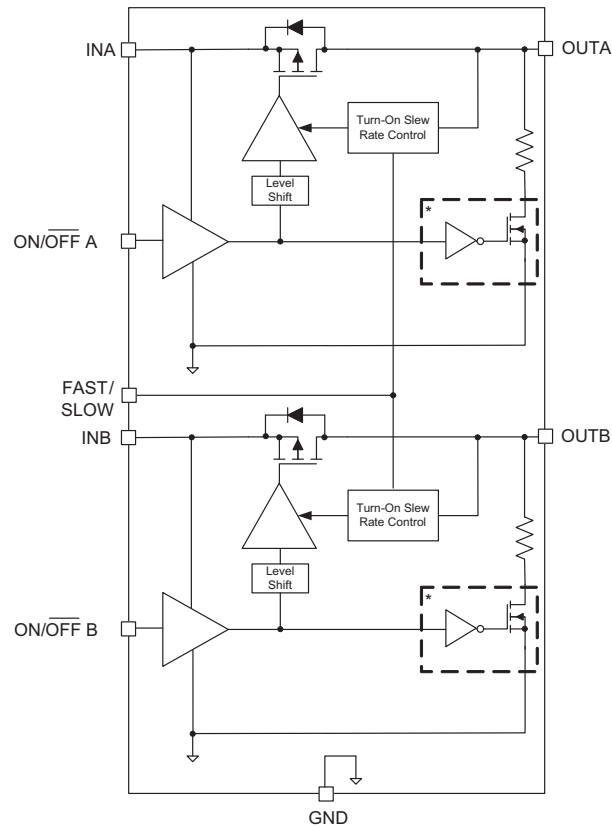 INA
OUTA
Turn-On Slew
Rate Control
Level
Shift
*
ON/OFF A
FAST/
SLOW
INB
OUTB
Turn-On Slew
Rate Control
Level
Shift
*
ON/OFF B
GND